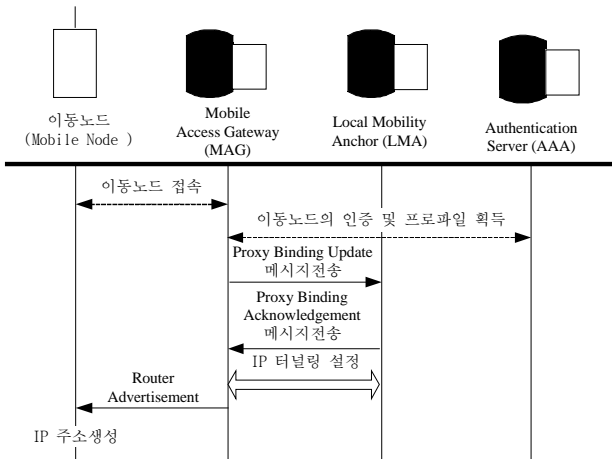 이동노드
(Mobile Node )
Mobile
Access Gateway
(MAG)
Local Mobility
Anchor (LMA)
Authentication
Server (AAA)
이동노드 접속
이동노드의 인증 및 프로파일 획득
Proxy Binding Update
메시지전송
Proxy Binding
Acknowledgement
메시지전송
IP 터널링 설정
Router
Advertisement
IP 주소생성